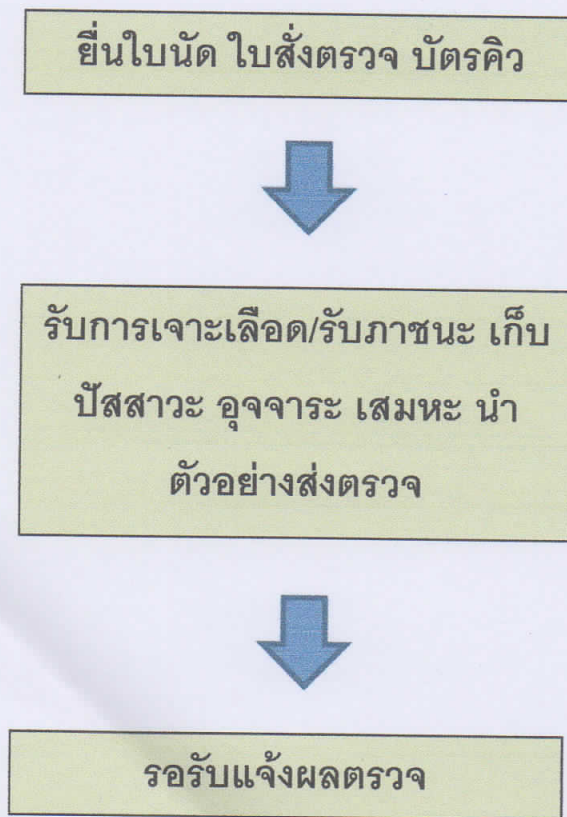 ยื่นใบนัด ใบสั่งตรวจ บัตรคิว
รับการเจาะเลือด/รับภาชนะ เก็บ
ปัสสาวะ อุจจาระ เสมหะ นำ
ตัวอย่างส่งตรวจ
รอรับแจ้งผลตรวจ